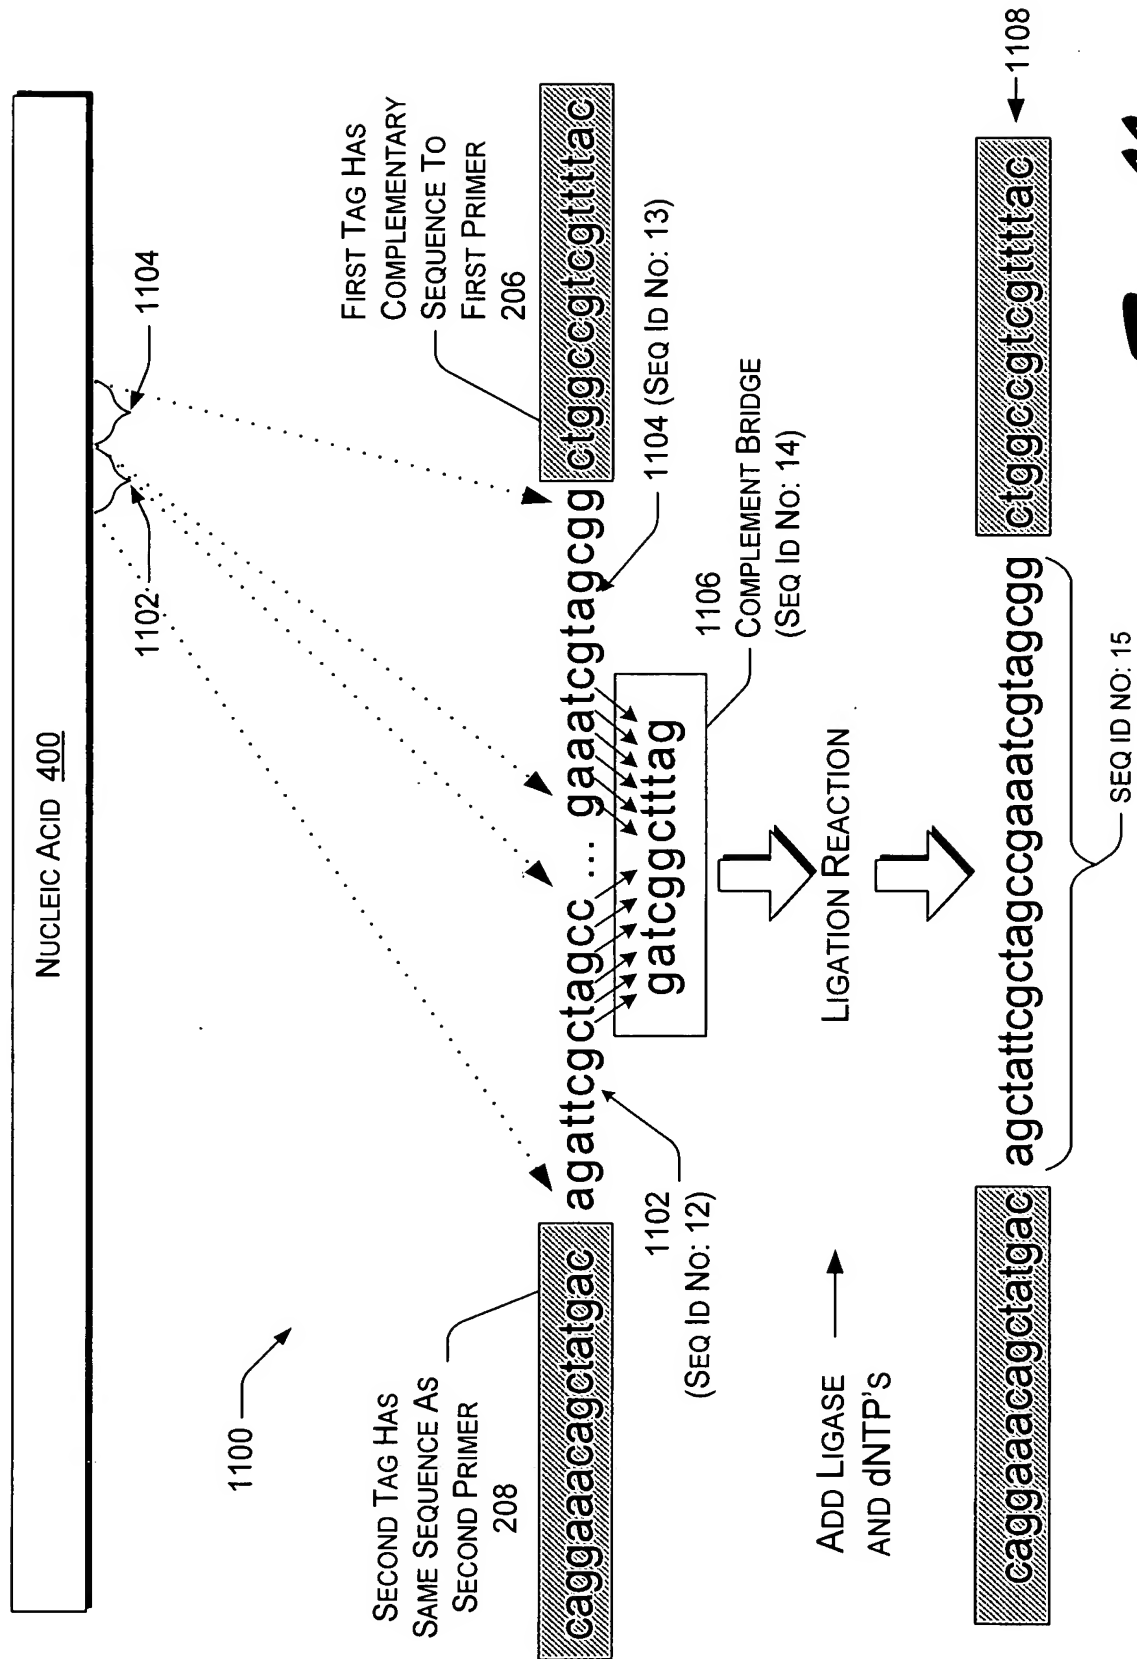 NUCLEIC ACID 400
1102
1104
1100
SECOND TAG HAS
SAME SEQUENCE AS
SECOND PRIMER
208
FIRST TAG HAS
COMPLEMENTARY
SEQUENCE TO
FIRST PRIMER
206
caggaaacagctatgac
agattcgctagcc ... gaaatcgtagcgg
ctggccgtcgttttac
1102
(SEQ ID NO: 12)
1104 (SEQ ID NO: 13)
gatcggctttag
1106
COMPLEMENT BRIDGE
(SEQ ID NO: 14)
ADD LIGASE
AND dNTP'S
LIGATION REACTION
caggaaacagctatgac
agctattcgctagccgaaatcgtagcgg
ctggccgtcgttttac
1108
SEQ ID NO: 15